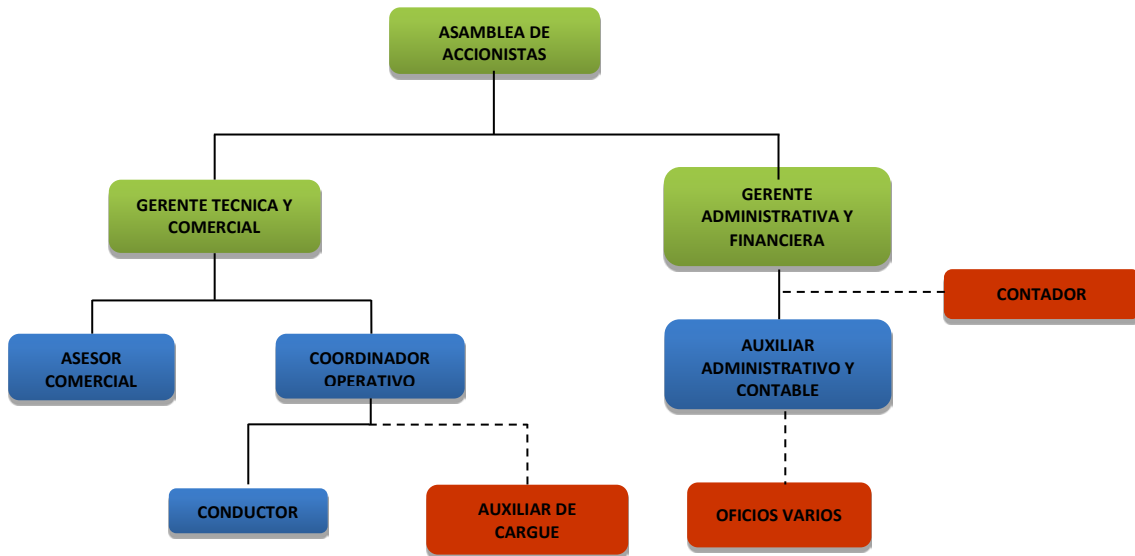 ASAMBLEA DE
ACCIONISTAS
GERENTE TECNICA Y
COMERCIAL
GERENTE
ADMINISTRATIVA Y
FINANCIERA
CONTADOR
ASESOR
COMERCIAL
COORDINADOR
OPERATIVO
AUXILIAR
ADMINISTRATIVO Y
CONTABLE
CONDUCTOR
AUXILIAR DE
CARGUE
OFICIOS VARIOS